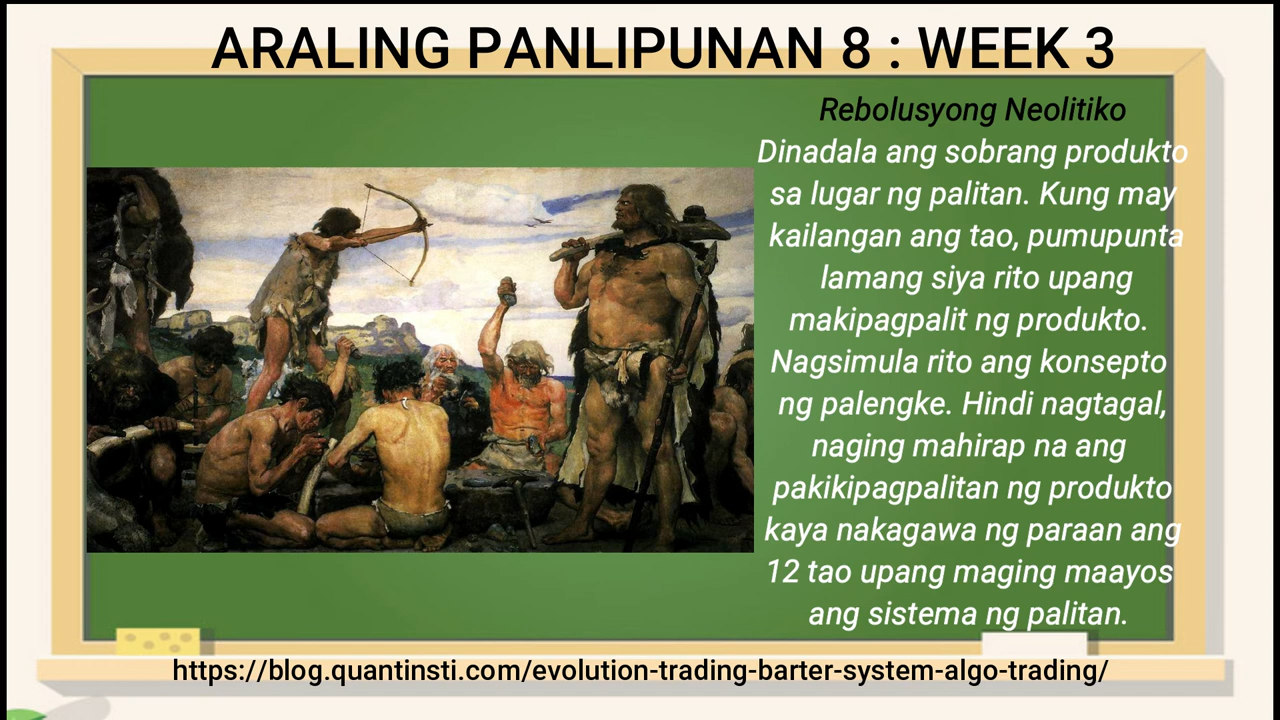 ARALING PANLIPUNAN 8 : WEEK 3
Rebolusyong Neolitiko
Dinadala ang sobrang produkto
sa lugar ng palitan. Kung may
kailangan ang tao, pumupunta
lamang siya rito upang
makipagpalit ng produkto.
Nagsimula rito ang konsepto
ng palengke. Hindi nagtagal,
naging mahirap na ang
pakikipagpalitan ng produkto
kaya nakagawa ng paraan ang
12 tao upang maging maayos
ang sistema ng palitan.
https://blog.quantinsti.com/evolution-trading-barter-system-algo-trading/